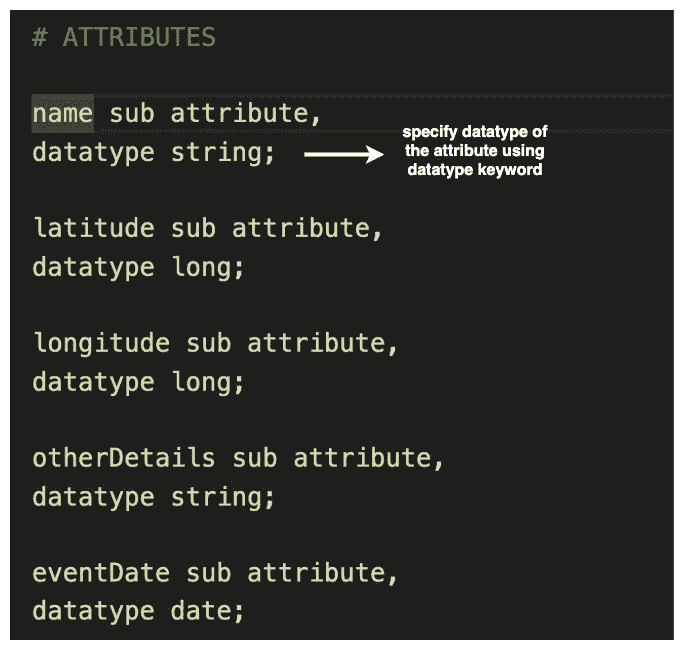 # ATTRIBUTES
name sub attribute,
datatype string;
specify datatype of
the attribute using
datatype keyword
latitude sub attribute,
datatype long;
longitude sub attribute,
datatype long;
otherDetails sub attribute,
datatype string;
eventDate sub attribute,
datatype date;